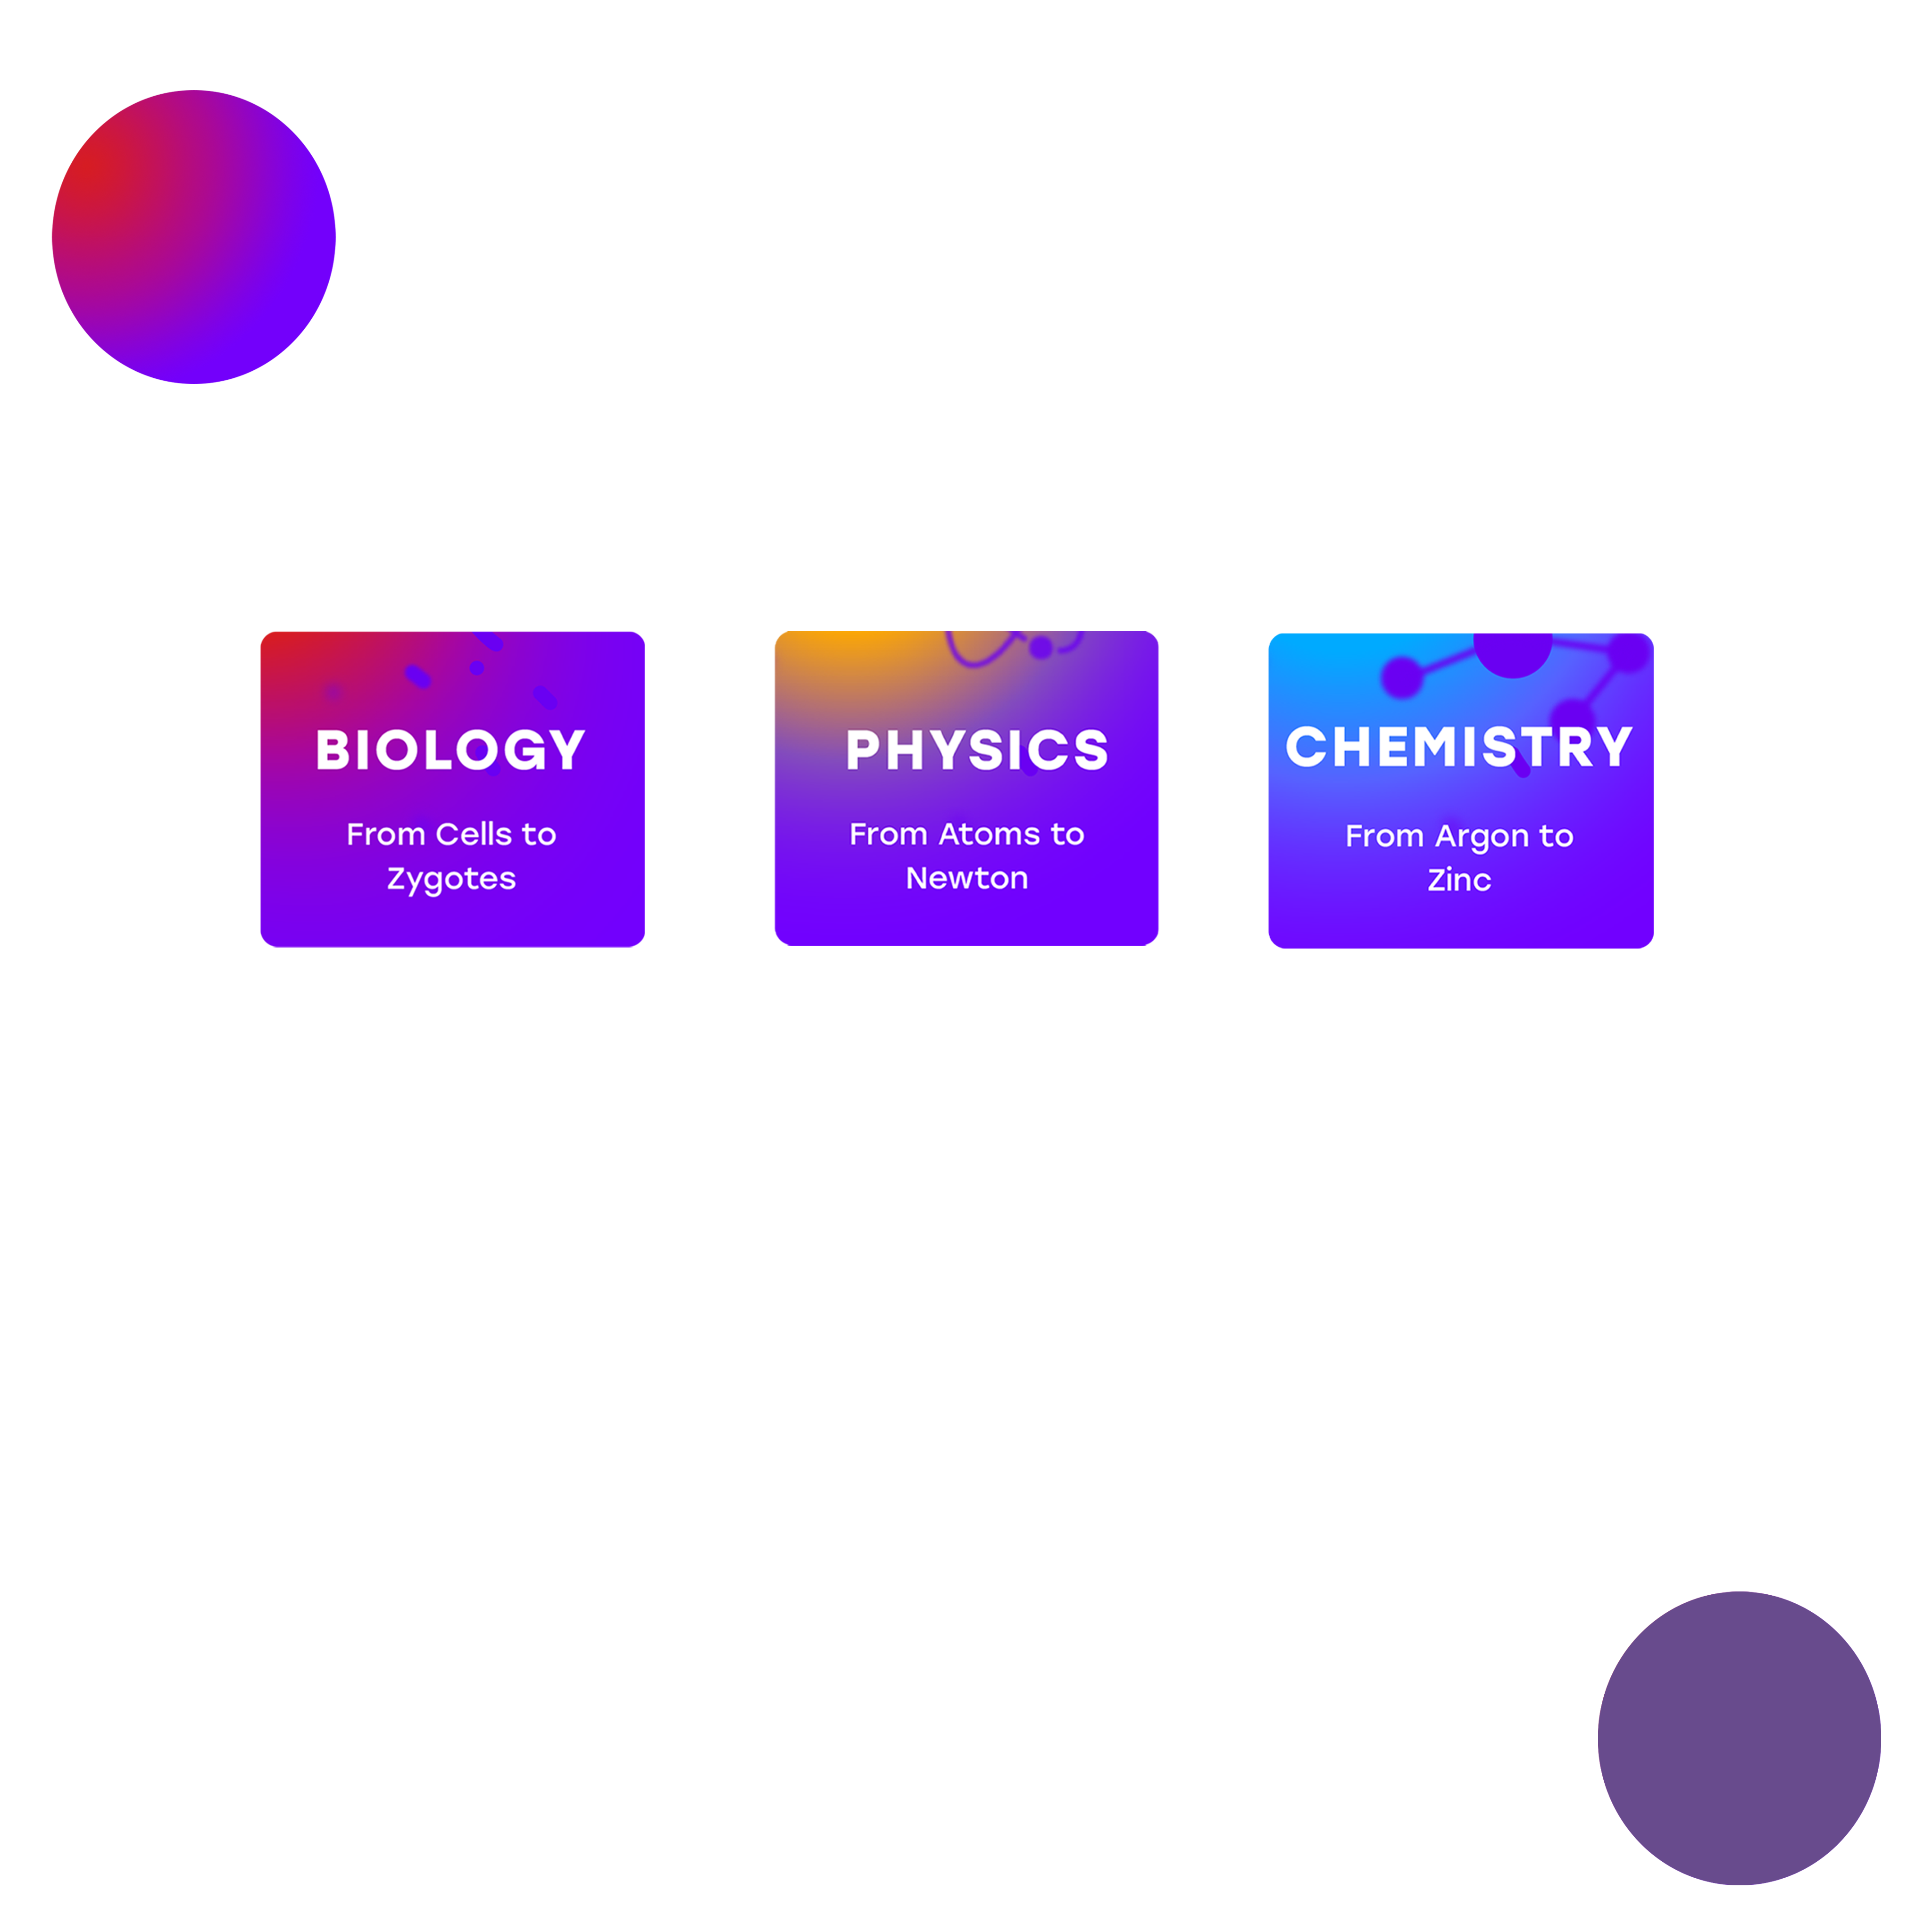 BIOLOGY
From Cells to
Zygotes
PHYSICS
From Atoms to
Newton
CHEMISTRY
From Argon to
Zinc